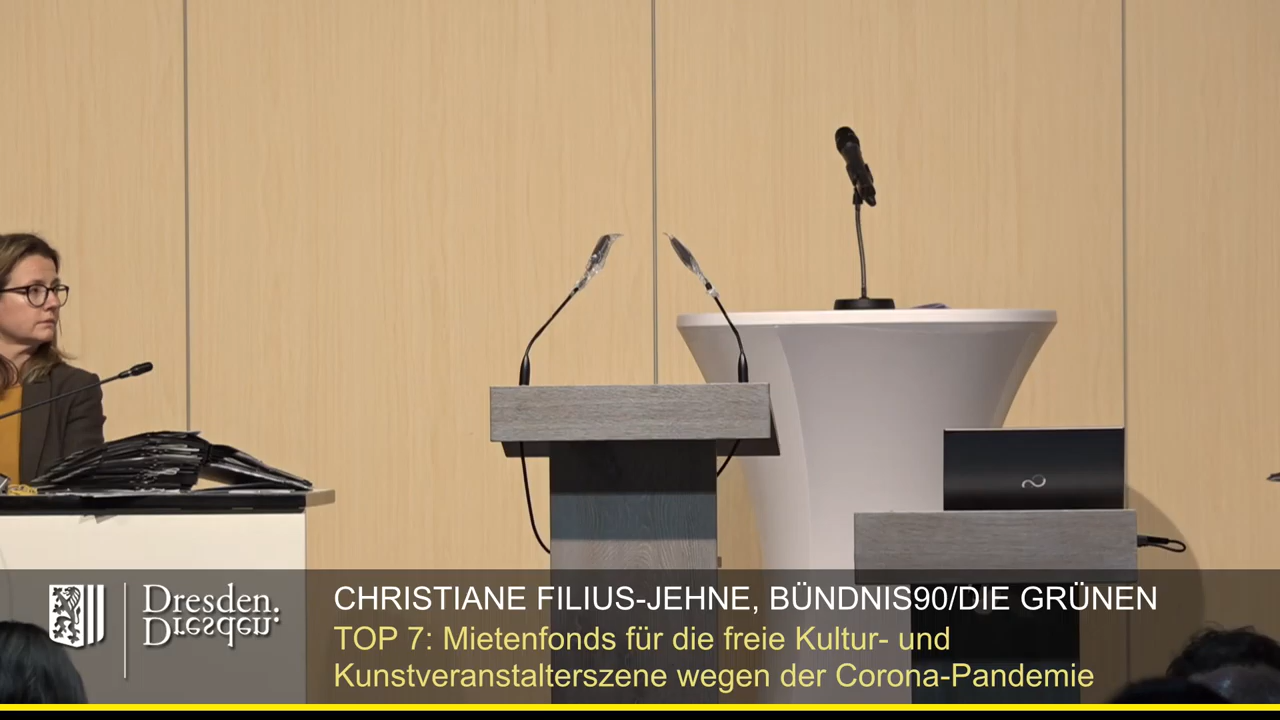 Dresden.
Dresden.
CHRISTIANE FILIUS-JEHNE, BÜNDNIS90/DIE GRÜNEN
TOP 7: Mietenfonds für die freie Kultur- und
Kunstveranstalterszene wegen der Corona-Pandemie